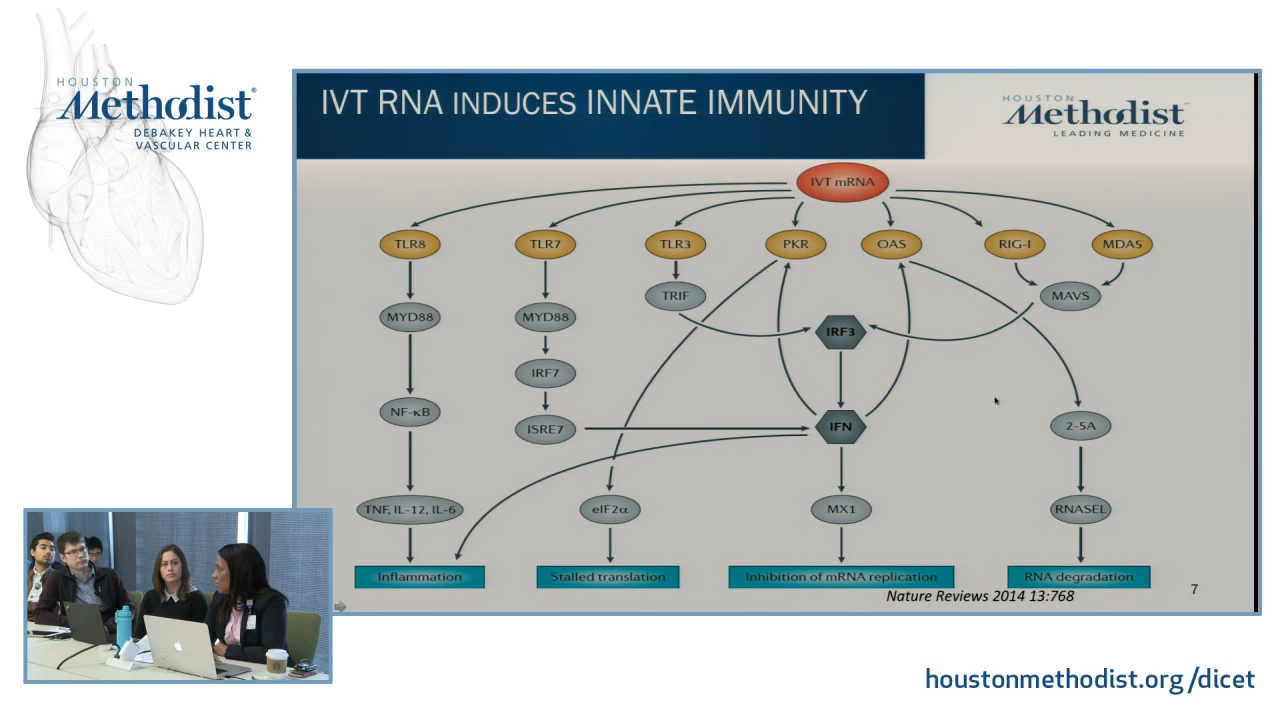 HOUSTON
Methodist®
DEBAKEY HEART &
VASCULAR CENTER
IVT RNA INDUCES INNATE IMMUNITY
HOUSTON
Methodist
LEADING MEDICINE
IVT mRNA
TLR8
TLR7
TLR3
PKR
OAS
RIG-I
MDA5
TRIF
MAVS
MYD88
MYD88
IRF3
IRF7
NF-κB
ISRE7
IFN
2-5A
TNF, IL-12, IL-6
eIF2α
MX1
RNASEL
Inflammation
Stalled translation
Inhibition of mRNA replication
RNA degradation
Nature Reviews 2014 13:768
7
houstonmethodist.org/dicet